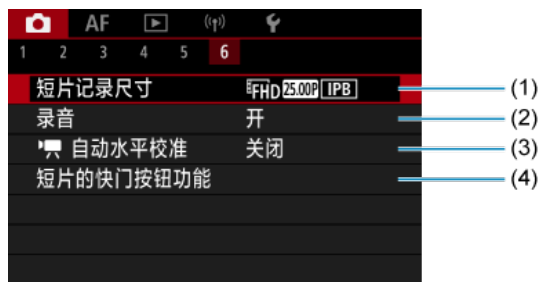 AF
1 2 3 4 5 6
短片记录尺寸 FHD 25.00P IPB (1)
录音 开 (2)
自动水平校准 关闭 (3)
短片的快门按钮功能 (4)